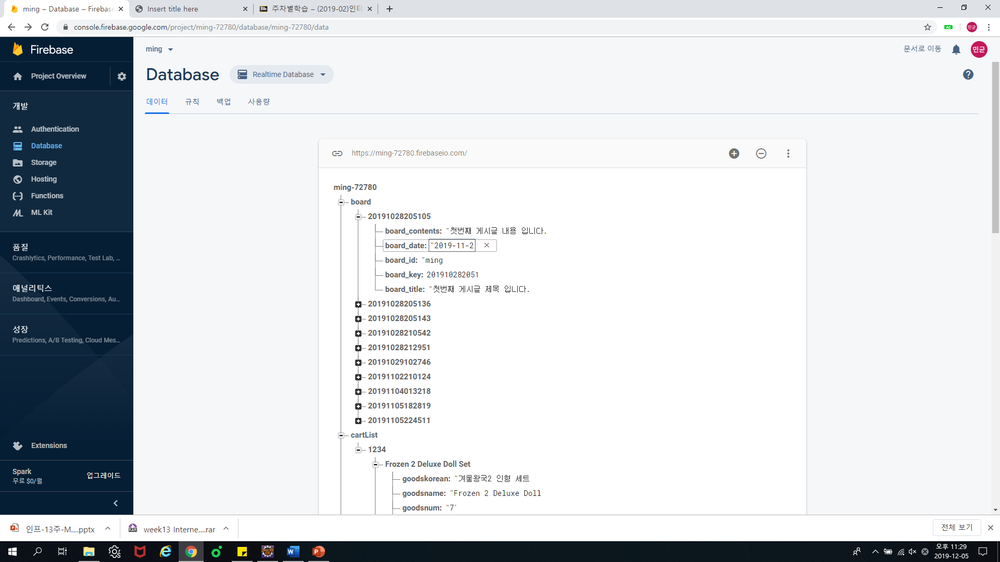 ming – Database – Firebase
Insert title here
Bb 주차별학습 – (2019-02)인터
console.firebase.google.com/project/ming-72780/database/ming-72780/data
AC
민균
Firebase
ming
문서로 이동
민균
Project Overview
Database
Realtime Database
데이터 규칙 백업 사용량
개발
Authentication
Database
Storage
Hosting
Functions
ML Kit
품질
Crashlytics, Performance, Test Lab, ...
애널리틱스
Dashboard, Events, Conversions, Au...
성장
Predictions, A/B Testing, Cloud Mes...
Extensions
Spark
무료 $0/월
업그레이드
https://ming-72780.firebaseio.com/
ming-72780
board
20191028205105
board_contents: "첫번째 게시글 내용 입니다.
board_date: "2019-11-2
board_id: "ming
board_key: 201910282051
board_title: "첫번째 게시글 제목 입니다.
20191028205136
20191028205143
20191028210542
20191028212951
20191029102746
20191102210124
20191104013218
20191105182819
20191105224511
cartList
1234
Frozen 2 Deluxe Doll Set
goodskorean: "겨울왕국2 인형 세트
goodsname: "Frozen 2 Deluxe Doll
goodsnum: "7"
인프-13주-M....pptx
week13 Interne....rar
전체 보기
오후 11:29
2019-12-05